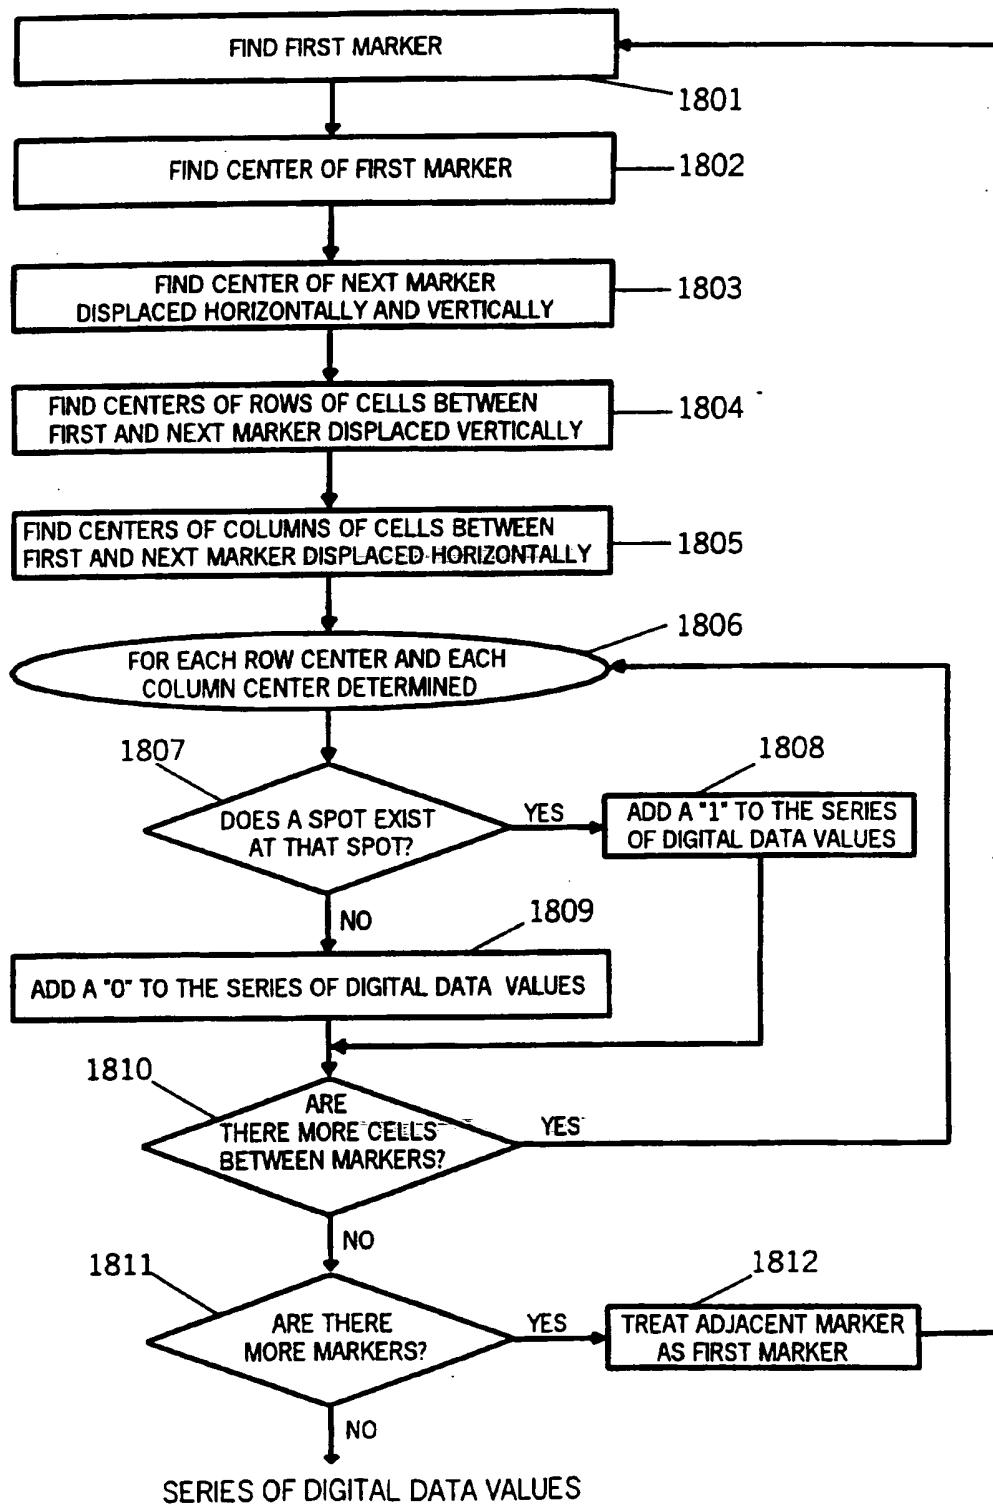 FIND FIRST MARKER
1801
FIND CENTER OF FIRST MARKER
1802
FIND CENTER OF NEXT MARKER
DISPLACED HORIZONTALLY AND VERTICALLY
1803
FIND CENTERS OF ROWS OF CELLS BETWEEN
FIRST AND NEXT MARKER DISPLACED VERTICALLY
1804
FIND CENTERS OF COLUMNS OF CELLS BETWEEN
FIRST AND NEXT MARKER DISPLACED HORIZONTALLY
1805
1806
FOR EACH ROW CENTER AND EACH
COLUMN CENTER DETERMINED
1807
DOES A SPOT EXIST
AT THAT SPOT?
YES
1808
ADD A "1" TO THE SERIES
OF DIGITAL DATA VALUES
NO
1809
ADD A "0" TO THE SERIES OF DIGITAL DATA VALUES
1810
ARE
THERE MORE CELLS
BETWEEN MARKERS?
YES
NO
1811
ARE THERE
MORE MARKERS?
YES
1812
TREAT ADJACENT MARKER
AS FIRST MARKER
NO
SERIES OF DIGITAL DATA VALUES